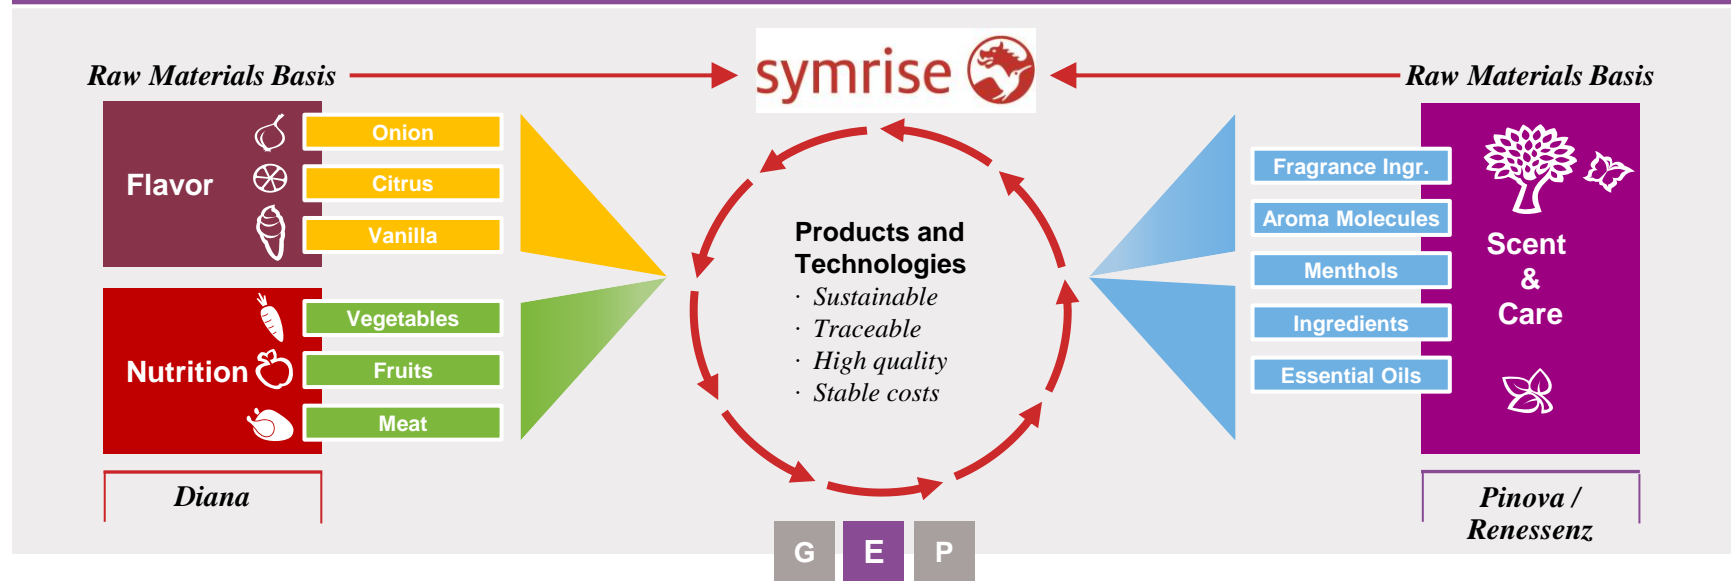 symrise
Raw Materials Basis
Flavor
Onion
Citrus
Vanilla
Nutrition
Vegetables
Fruits
Meat
Diana
Products and
Technologies
· Sustainable
· Traceable
· High quality
· Stable costs
Raw Materials Basis
Fragrance Ingr.
Aroma Molecules
Menthols
Ingredients
Essential Oils
Scent
&
Care
Pinova /
Renessenz
G E P